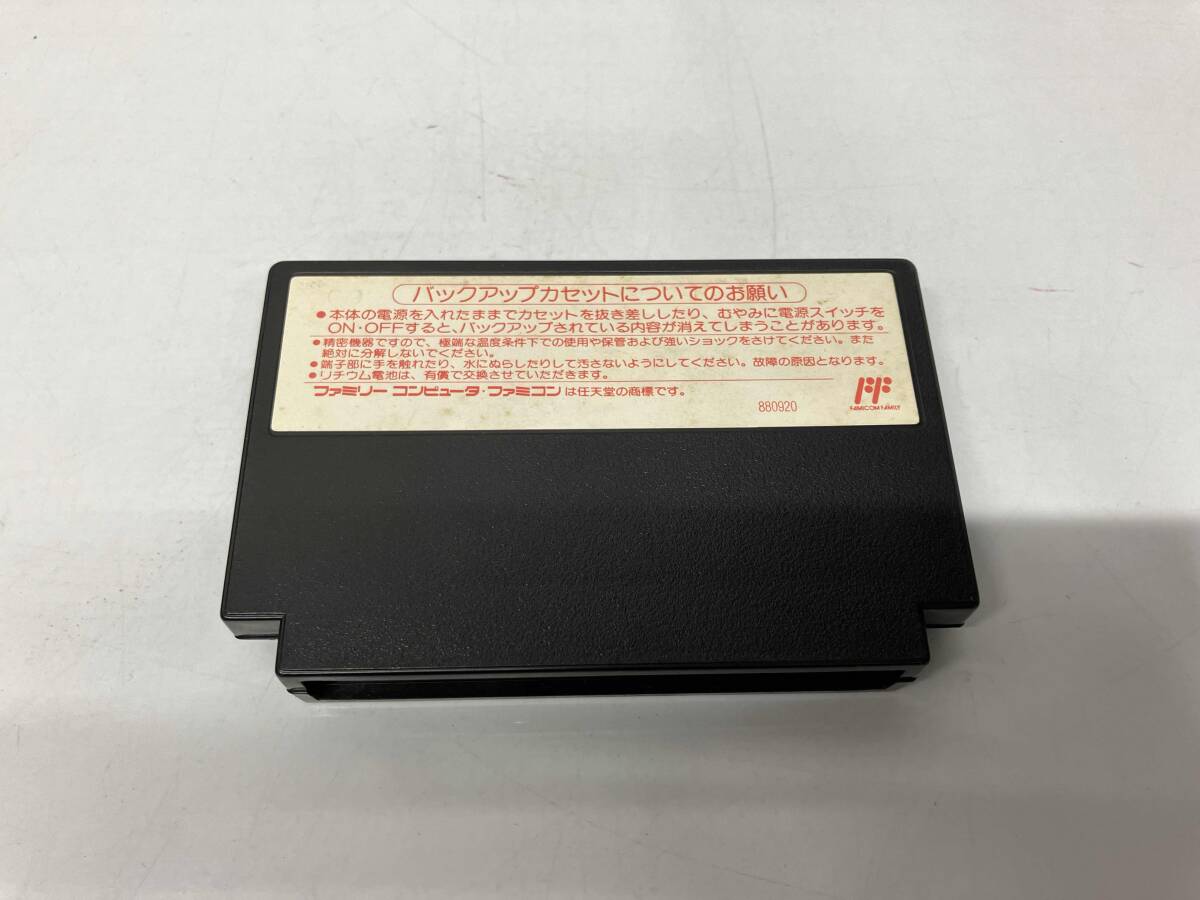 バックアップカセットについてのお願い
●本体の電源を入れたままでカセットを抜き差ししたり、むやみに電源スイッチを
ON・OFFすると、バックアップされている内容が消えてしまうことがあります。
●精密機器ですので、極端な温度条件下での使用や保管および強いショックをさけてください。また
絶対に分解しないでください。
●端子部に手を触れたり、水にぬらしたりして汚さないようにしてください。故障の原因となります。
●リチウム電池は、有償で交換させていただきます。
ファミリー コンピュータ・ファミコン は任天堂の商標です。
880920
FAMICOM FAMILY